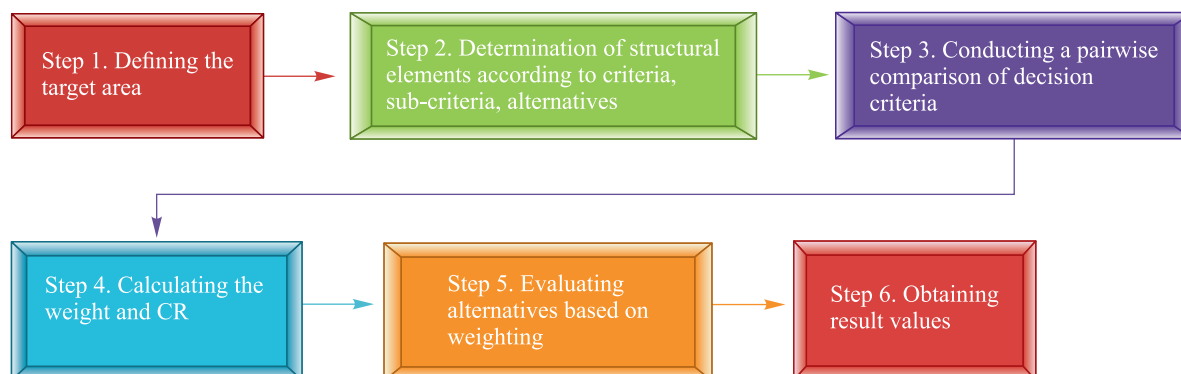 Step 1. Defining the
target area
Step 2. Determination of structural
elements according to criteria,
sub-criteria, alternatives
Step 3. Conducting a pairwise
comparison of decision
criteria
Step 4. Calculating the
weight and CR
Step 5. Evaluating
alternatives based on
weighting
Step 6. Obtaining
result values